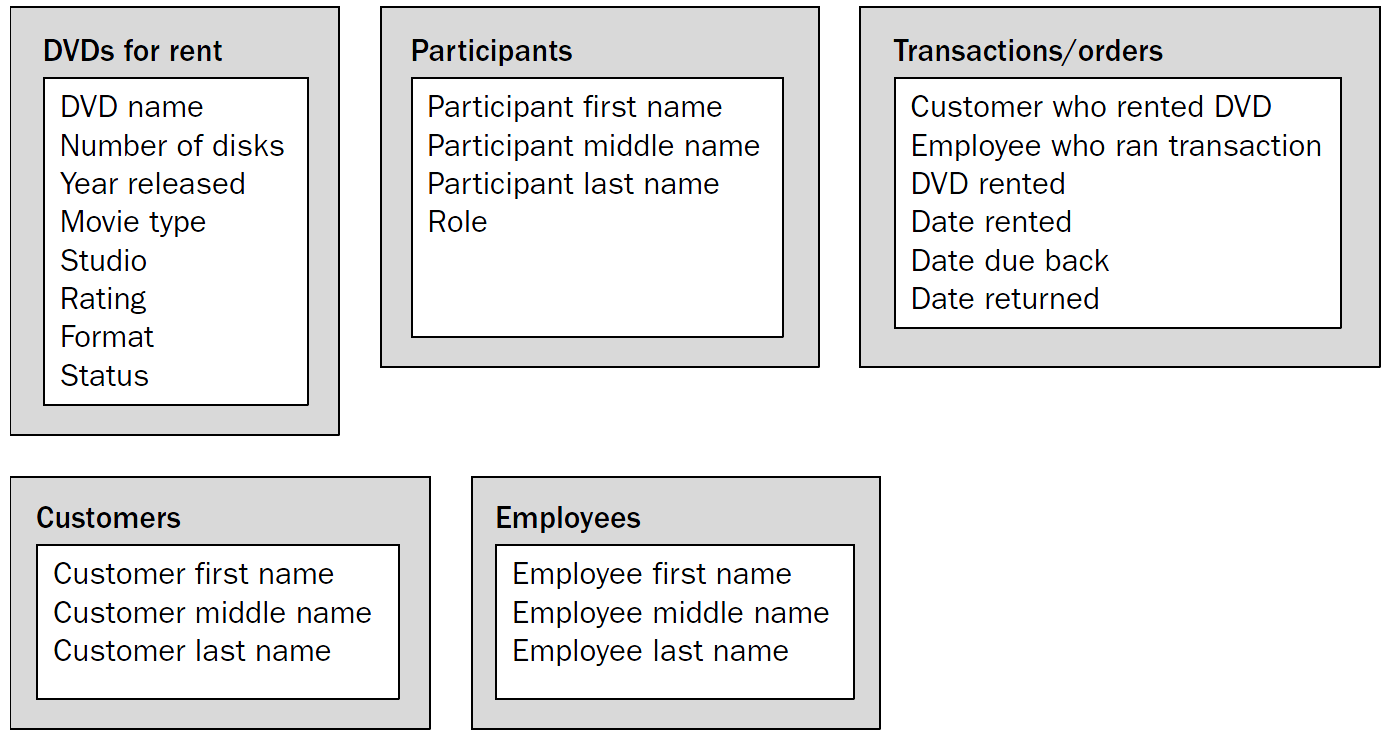 DVDs for rent
DVD name
Number of disks
Year released
Movie type
Studio
Rating
Format
Status
Participants
Participant first name
Participant middle name
Participant last name
Role
Transactions/orders
Customer who rented DVD
Employee who ran transaction
DVD rented
Date rented
Date due back
Date returned
Customers
Customer first name
Customer middle name
Customer last name
Employees
Employee first name
Employee middle name
Employee last name